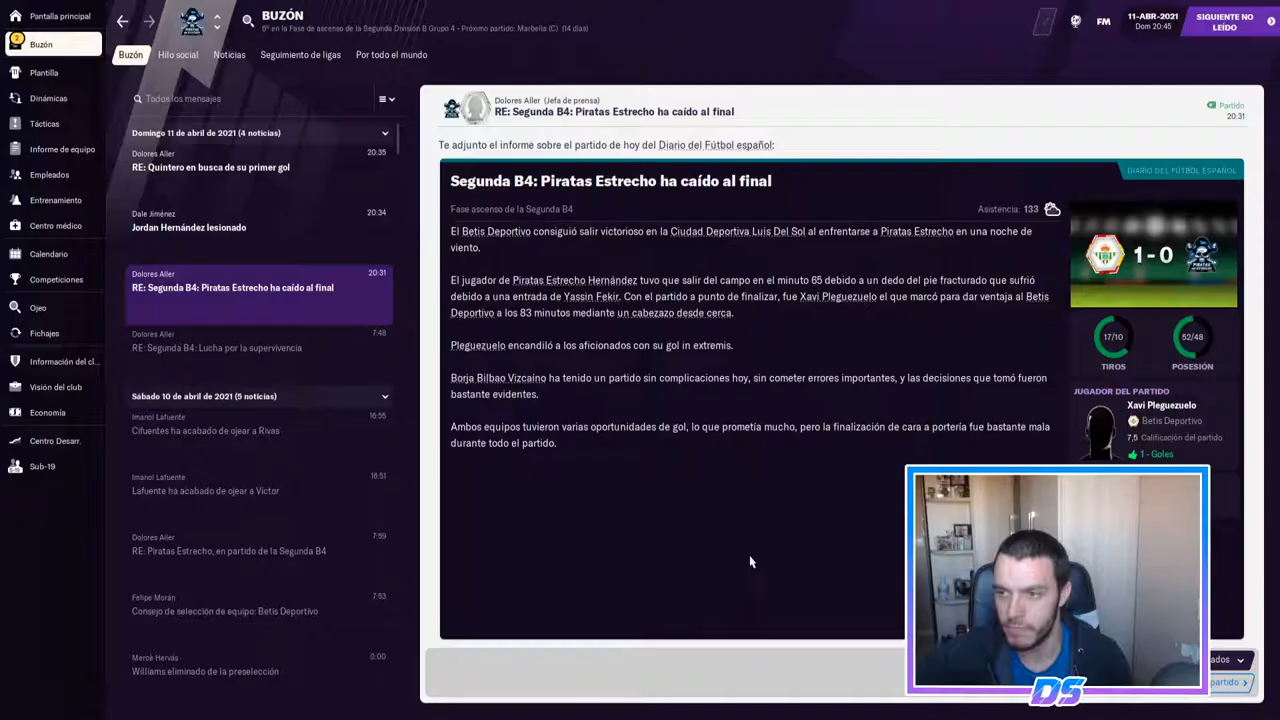 Pantalla principal
2
Buzón
Plantilla
Dinámicas
Tácticas
Informe de equipo
Empleados
Entrenamiento
Centro médico
Calendario
Competiciones
Ojeo
Fichajes
Información del cl...
Visión del club
Economía
Centro Desarr.
Sub-19
BUZÓN
6º en la Fase de ascenso de la Segunda División B Grupo 4 - Próximo partido: Marbella (C) (14 días)
FM
11-ABR-2021
Dom 20:45
SIGUIENTE NO LEÍDO
Buzón
Hilo social
Noticias
Seguimiento de ligas
Por todo el mundo
Todos los mensajes
Domingo 11 de abril de 2021 (4 noticias)
Dolores Aller 20:35
RE: Quintero en busca de su primer gol
Dale Jiménez 20:34
Jordan Hernández lesionado
Dolores Aller 20:31
RE: Segunda B4: Piratas Estrecho ha caído al final
Dolores Aller 7:48
RE: Segunda B4: Lucha por la supervivencia
Sábado 10 de abril de 2021 (5 noticias)
Imanol Lafuente 16:55
Cifuentes ha acabado de ojear a Rivas
Imanol Lafuente 16:51
Lafuente ha acabado de ojear a Víctor
Dolores Aller 7:59
RE: Piratas Estrecho, en partido de la Segunda B4
Felipe Morán 7:53
Consejo de selección de equipo: Betis Deportivo
Mercè Hervás 0:00
Williams eliminado de la preselección
Dolores Aller (Jefa de prensa)
RE: Segunda B4: Piratas Estrecho ha caído al final
Partido
20:31
Te adjunto el informe sobre el partido de hoy del Diario del Fútbol español:
DIARIO DEL FÚTBOL ESPAÑOL
Segunda B4: Piratas Estrecho ha caído al final
Fase ascenso de la Segunda B4
Asistencia: 133
El Betis Deportivo consiguió salir victorioso en la Ciudad Deportiva Luis Del Sol al enfrentarse a Piratas Estrecho en una noche de
viento.
El jugador de Piratas Estrecho Hernández tuvo que salir del campo en el minuto 65 debido a un dedo del pie fracturado que sufrió
debido a una entrada de Yassin Fekir. Con el partido a punto de finalizar, fue Xavi Pleguezuelo el que marcó para dar ventaja al Betis
Deportivo a los 83 minutos mediante un cabezazo desde cerca.
Pleguezuelo encandiló a los aficionados con su gol in extremis.
Borja Bilbao Vizcaíno ha tenido un partido sin complicaciones hoy, sin cometer errores importantes, y las decisiones que tomó fueron
bastante evidentes.
Ambos equipos tuvieron varias oportunidades de gol, lo que prometía mucho, pero la finalización de cara a portería fue bastante mala
durante todo el partido.
1 - 0
17/10
TIROS
52/48
POSESIÓN
JUGADOR DEL PARTIDO
Xavi Pleguezuelo
Betis Deportivo
7,5 Calificación del partido
1 - Goles
ados
partido
DS